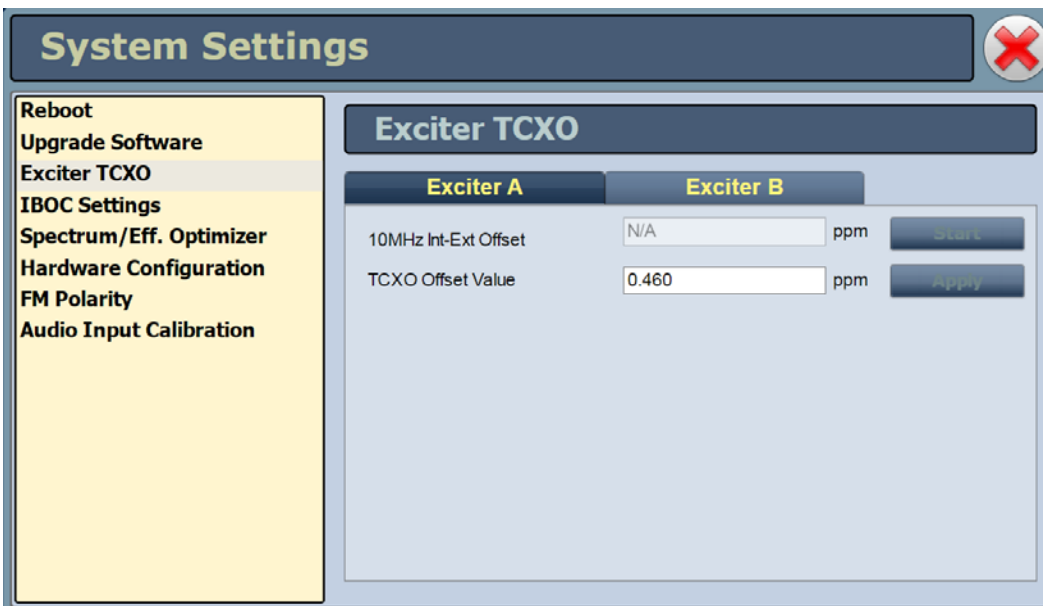 System Settings
Reboot
Upgrade Software
Exciter TCXO
IBOC Settings
Spectrum/Eff. Optimizer
Hardware Configuration
FM Polarity
Audio Input Calibration
Exciter TCXO
Exciter A Exciter B
10MHz Int-Ext Offset N/A ppm Start
TCXO Offset Value 0.460 ppm Apply